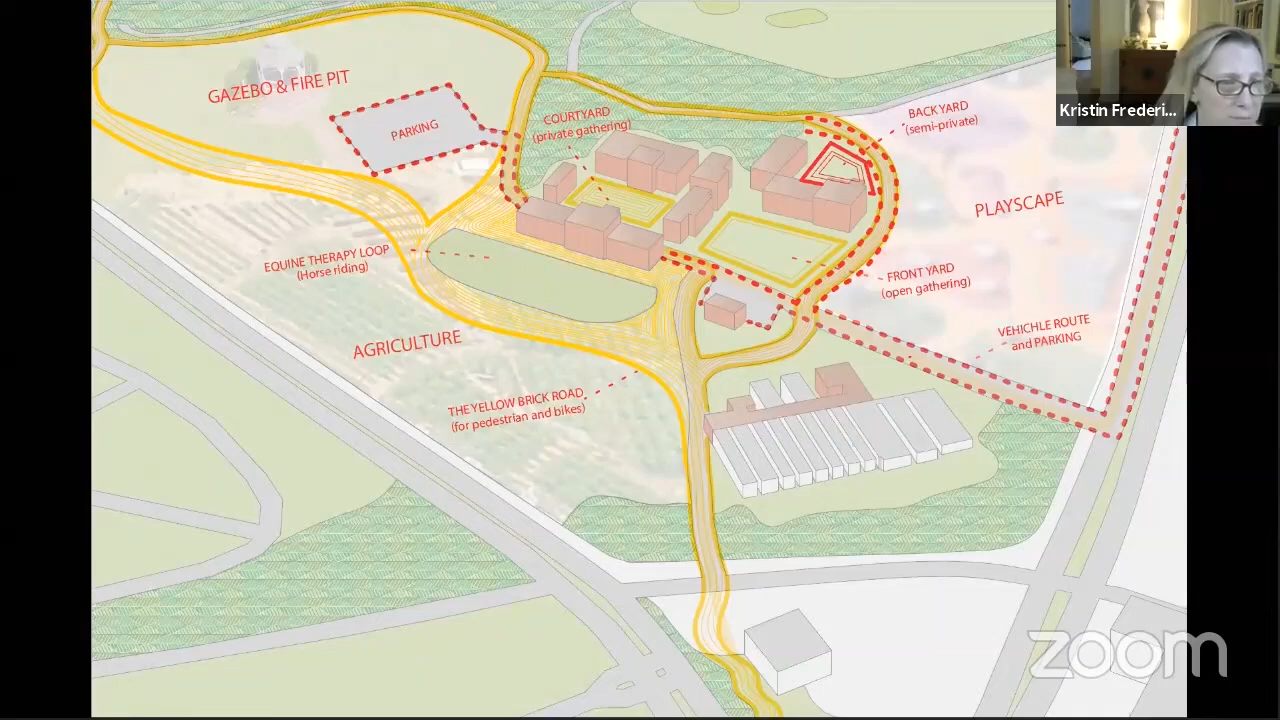 Kristin Frederi...
GAZEBO & FIRE PIT
PARKING
COURTYARD
(private gathering)
BACK YARD
(semi-private)
PLAYSCAPE
EQUINE THERAPY LOOP
(Horse riding)
FRONT YARD
(open gathering)
AGRICULTURE
VEHICHLE ROUTE
and PARKING
THE YELLOW BRICK ROAD
(for pedestrian and bikes)
zoom